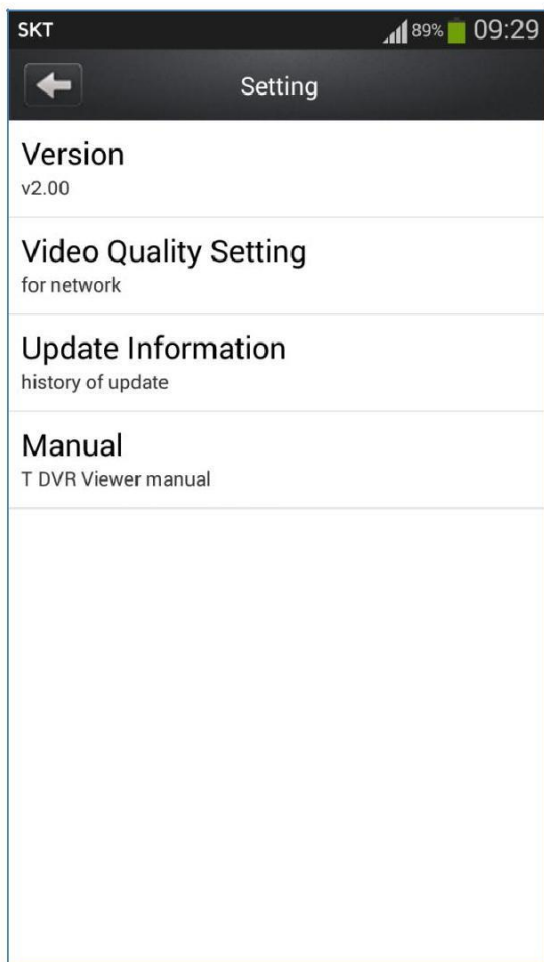 SKT 89% 09:29
Setting
Version
v2.00
Video Quality Setting
for network
Update Information
history of update
Manual
T DVR Viewer manual